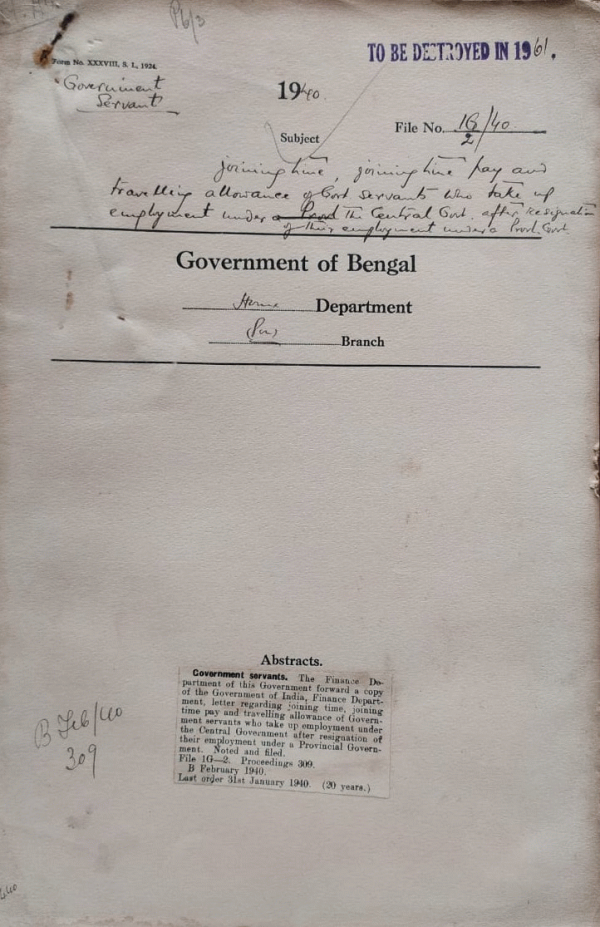 P6/3
TO BE DESTROYED IN 1961.
Form No. XXXVIII, S. I., 1924.
Government
Servant
1940.
File No. 1G/40
2
Subject
joining time, joining time pay and
travelling allowance of Govt servants who take up
employment under a Provl the Central Govt. after resignation
of their employment under a Provl. Govt.
Government of Bengal
Home Department
Branch
Abstracts.
Government servants. The Finance De-
partment of this Government forward a copy
of the Government of India, Finance Depart-
ment, letter regarding joining time, joining
time pay and travelling allowance of Govern-
ment servants who take up employment under
the Central Government after resignation of
their employment under a Provincial Govern-
ment. Noted and filed.
File 1G—2. Proceedings 309.
B February 1940.
Last order 31st January 1940. (20 years.)
B Feb/40
309